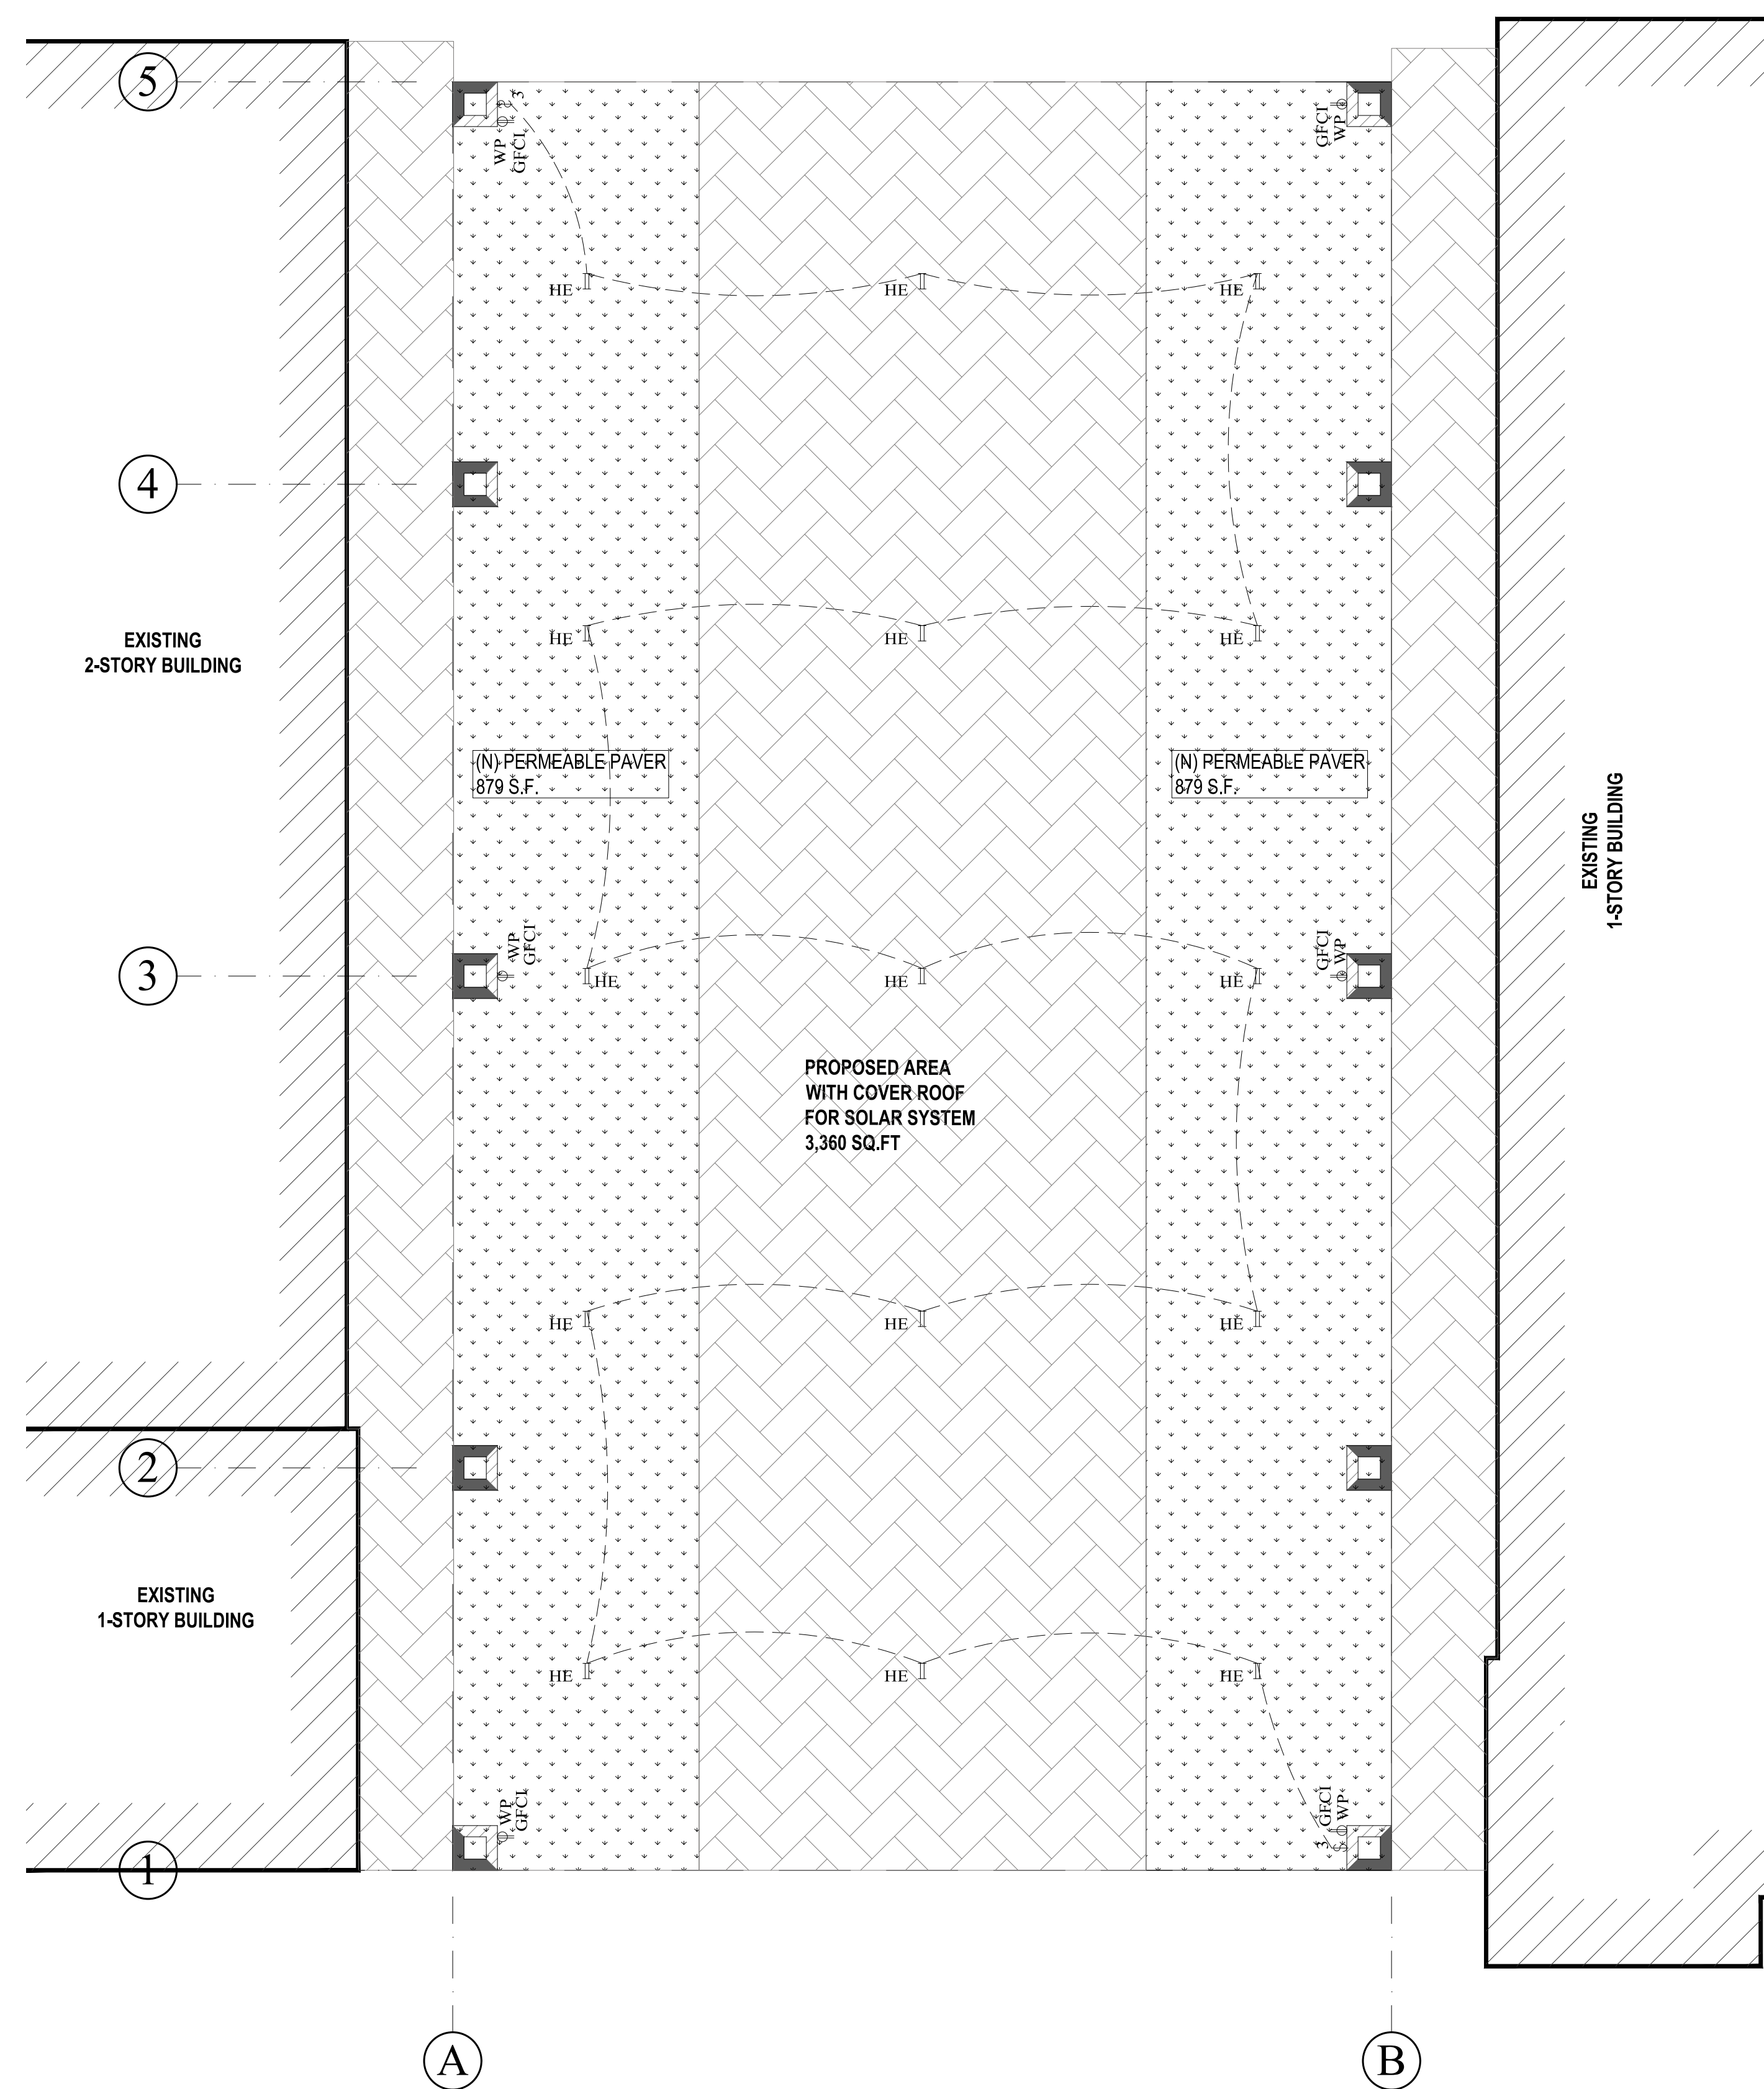 5
3
WP
GFCI
GFCI
WP
HE
HE
HE
4
HE
HE
HE
EXISTING
2-STORY BUILDING
(N) PERMEABLE PAVER
879 S.F.
(N) PERMEABLE PAVER
879 S.F.
EXISTING
1-STORY BUILDING
3
WP
GFCI
GFCI
WP
HE
HE
HE
PROPOSED AREA
WITH COVER ROOF
FOR SOLAR SYSTEM
3,360 SQ.FT
HE
HE
HE
2
EXISTING
1-STORY BUILDING
HE
HE
HE
WP
GFCI
GFCI
WP
3
1
A
B